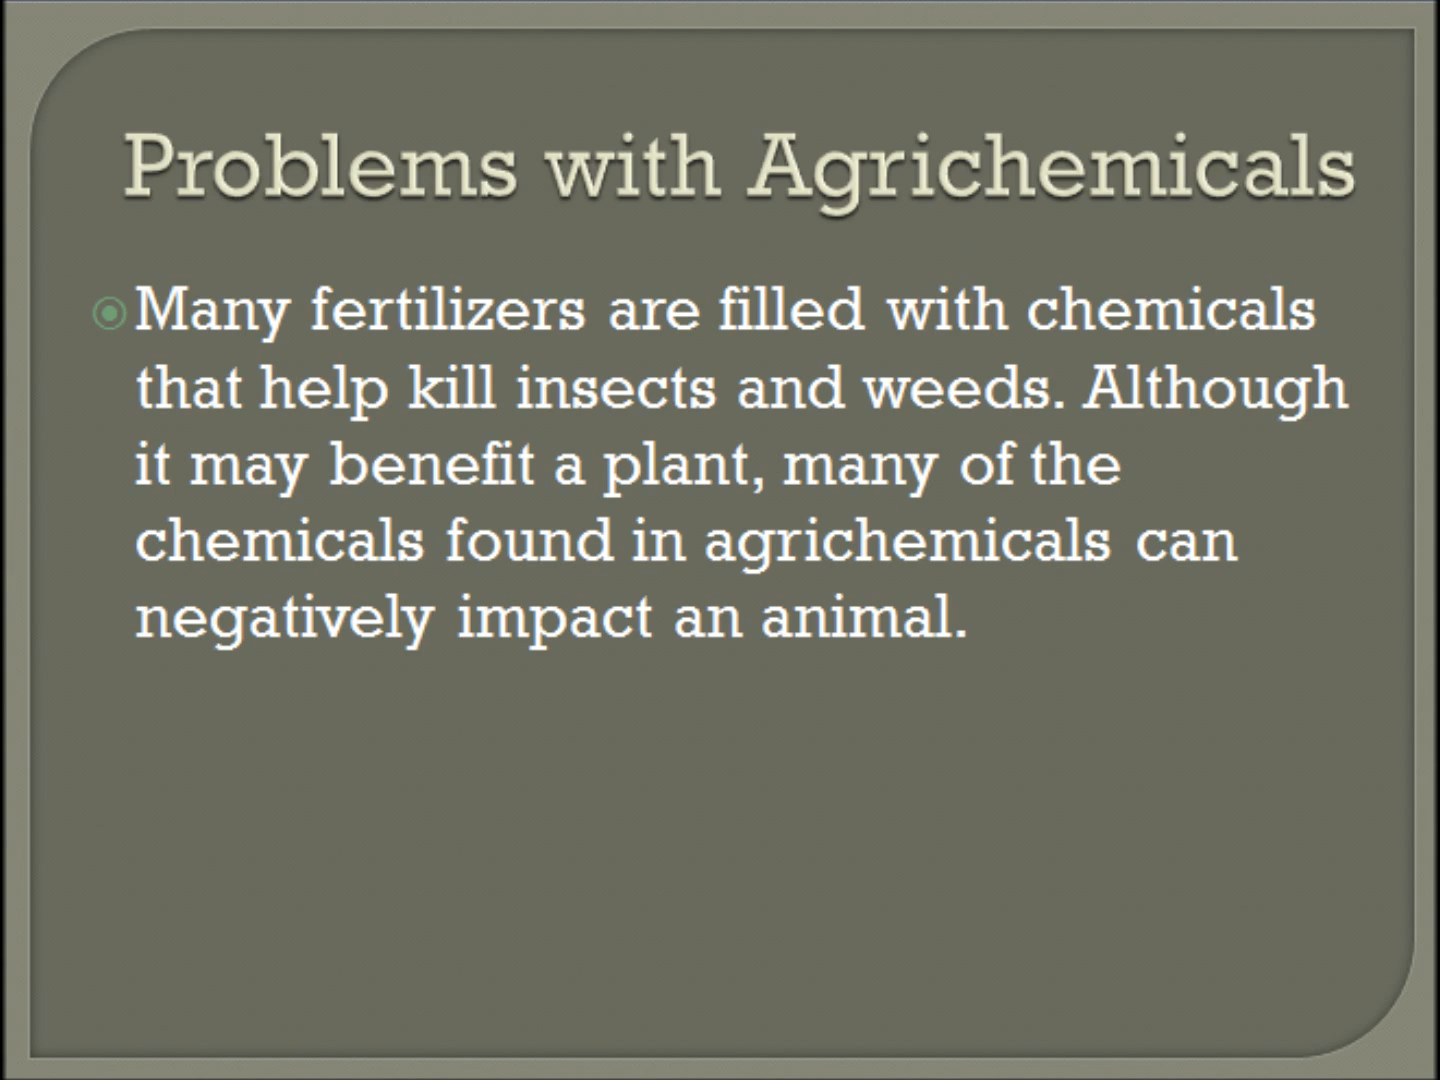 Problems with Agrichemicals
Many fertilizers are filled with chemicals
that help kill insects and weeds. Although
it may benefit a plant, many of the
chemicals found in agrichemicals can
negatively impact an animal.